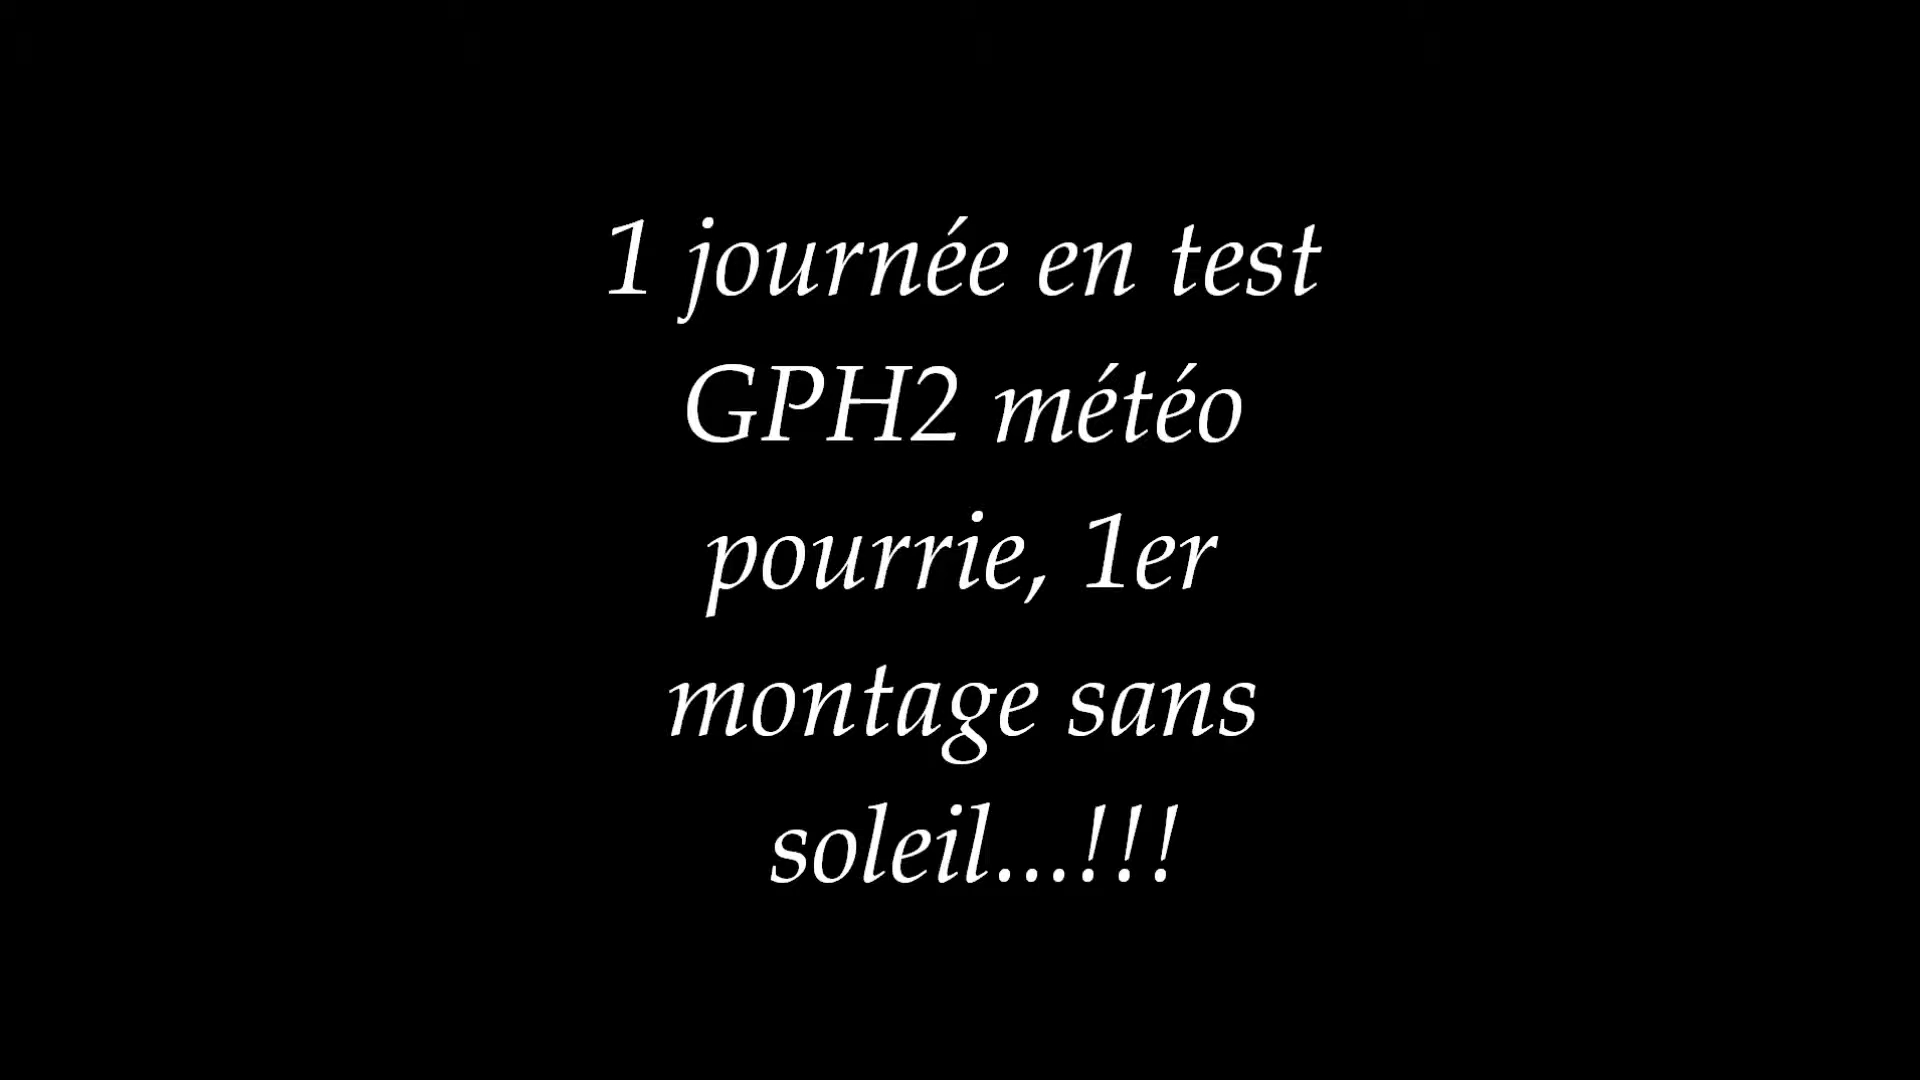 1 journée en test
GPH2 météo
pourrie, 1er
montage sans
soleil...!!!